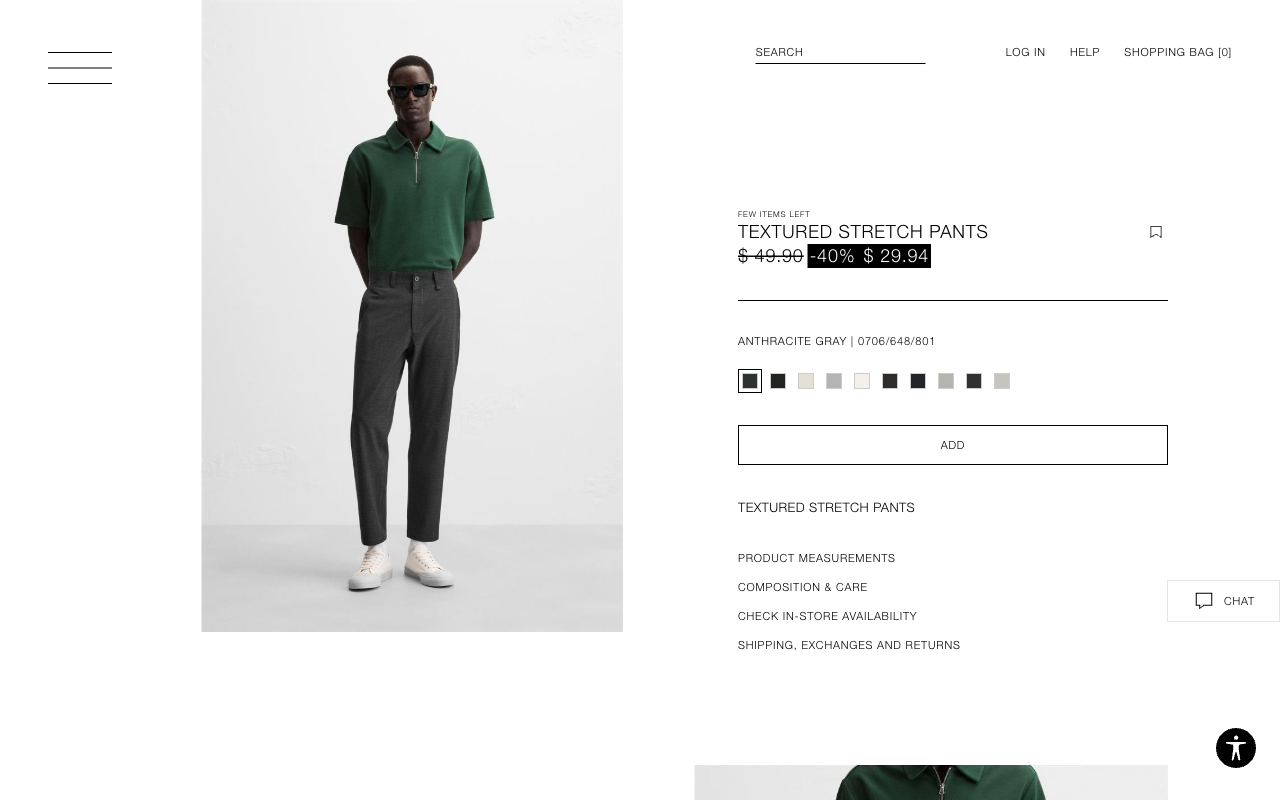 SEARCH
LOG IN
HELP
SHOPPING BAG [0]
FEW ITEMS LEFT
TEXTURED STRETCH PANTS
$ 49.90 -40% $ 29.94
ANTHRACITE GRAY | 0706/648/801
ADD
TEXTURED STRETCH PANTS
PRODUCT MEASUREMENTS
COMPOSITION & CARE
CHECK IN-STORE AVAILABILITY
SHIPPING, EXCHANGES AND RETURNS
CHAT